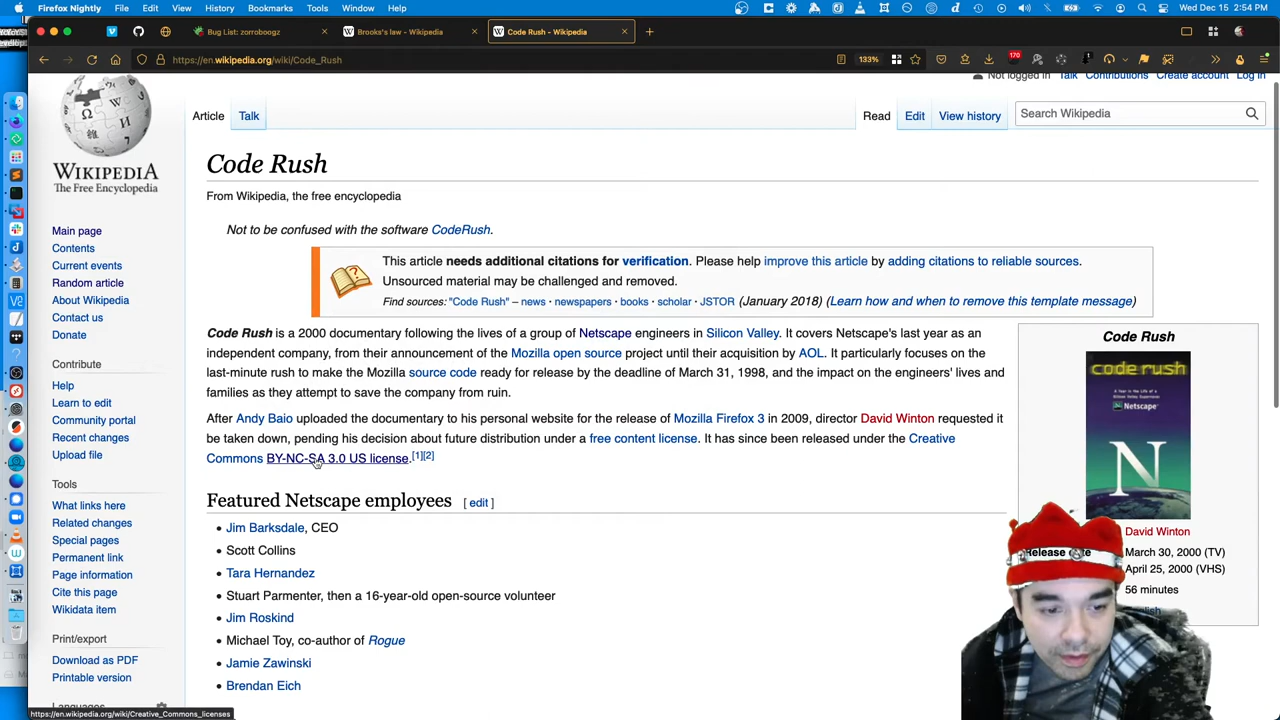 Firefox Nightly File Edit View History Bookmarks Tools Window Help
Bug List: zorroboogz
Brooks's law - Wikipedia
Code Rush - Wikipedia
https://en.wikipedia.org/wiki/Code_Rush
133%
170
Not logged in Talk Contributions Create account Log in
Article Talk
Read Edit View history
Search Wikipedia
WIKIPEDIA
The Free Encyclopedia
Main page
Contents
Current events
Random article
About Wikipedia
Contact us
Donate
Contribute
Help
Learn to edit
Community portal
Recent changes
Upload file
Tools
What links here
Related changes
Special pages
Permanent link
Page information
Cite this page
Wikidata item
Print/export
Download as PDF
Printable version
Languages
Code Rush
From Wikipedia, the free encyclopedia
Not to be confused with the software CodeRush.
This article needs additional citations for verification. Please help improve this article by adding citations to reliable sources.
Unsourced material may be challenged and removed.
Find sources: "Code Rush" – news · newspapers · books · scholar · JSTOR (January 2018) (Learn how and when to remove this template message)
Code Rush is a 2000 documentary following the lives of a group of Netscape engineers in Silicon Valley. It covers Netscape's last year as an
independent company, from their announcement of the Mozilla open source project until their acquisition by AOL. It particularly focuses on the
last-minute rush to make the Mozilla source code ready for release by the deadline of March 31, 1998, and the impact on the engineers' lives and
families as they attempt to save the company from ruin.
After Andy Baio uploaded the documentary to his personal website for the release of Mozilla Firefox 3 in 2009, director David Winton requested it
be taken down, pending his decision about future distribution under a free content license. It has since been released under the Creative
Commons BY-NC-SA 3.0 US license.[1][2]
Featured Netscape employees [ edit ]
Jim Barksdale, CEO
Scott Collins
Tara Hernandez
Stuart Parmenter, then a 16-year-old open-source volunteer
Jim Roskind
Michael Toy, co-author of Rogue
Jamie Zawinski
Brendan Eich
Code Rush
code rush
Netscape
N
David Winton
Release date
March 30, 2000 (TV)
April 25, 2000 (VHS)
56 minutes
English
https://en.wikipedia.org/wiki/Creative_Commons_licenses
2:54 PM